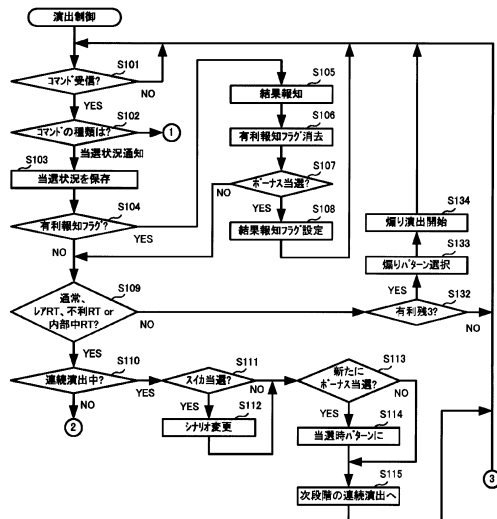 演出制御
S101
コマンド受信?
NO
YES
S102
コマンドの種類は?
1
当選状況通知
S103
当選状況を保存
S104
有利報知フラグ?
YES
NO
S105
結果報知
S106
有利報知フラグ消去
S107
ボーナス当選?
NO
YES
S108
結果報知フラグ設定
S109
通常、
レアRT、不利RT or
内部中RT?
NO
YES
S134
煽り演出開始
S133
煽りパターン選択
YES
S132
有利残3?
NO
S110
連続演出中?
YES
NO
2
S111
スイカ当選?
NO
YES
S112
シナリオ変更
S113
新たに
ボーナス当選?
NO
YES
S114
当選時パターンに
S115
次段階の連続演出へ
3